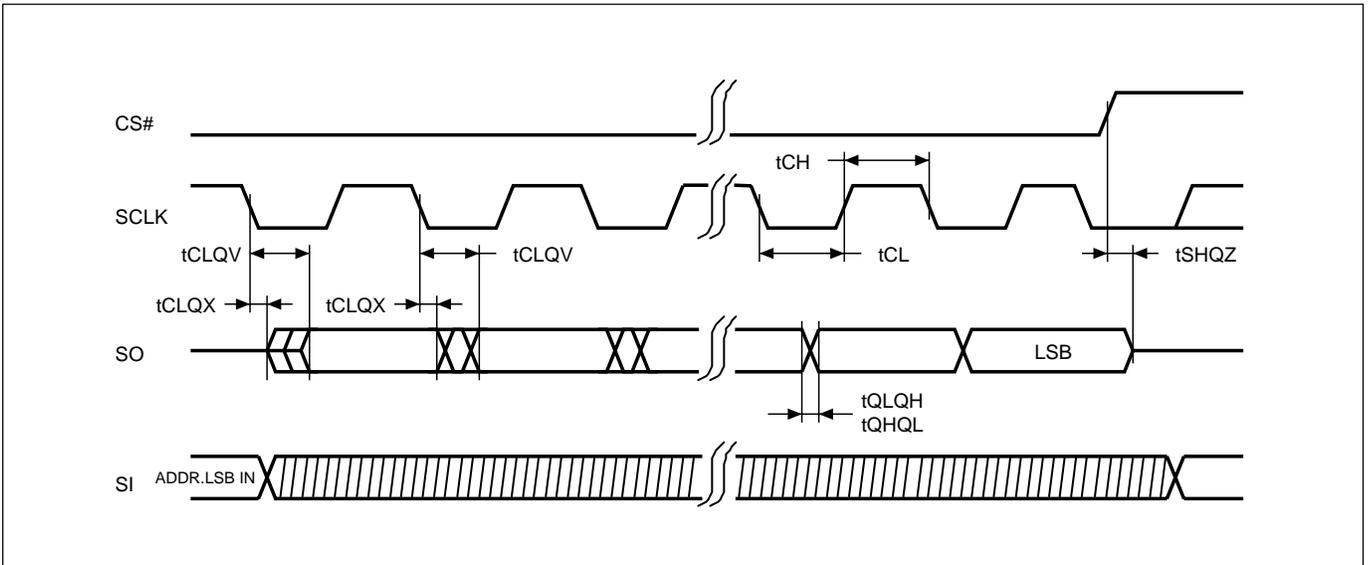 CS#
tCH
SCLK
tCLQV
tCLQV
tCL
tSHQZ
tCLQX
tCLQX
SO
LSB
tQLQH
tQHQL
SI
ADDR.LSB IN